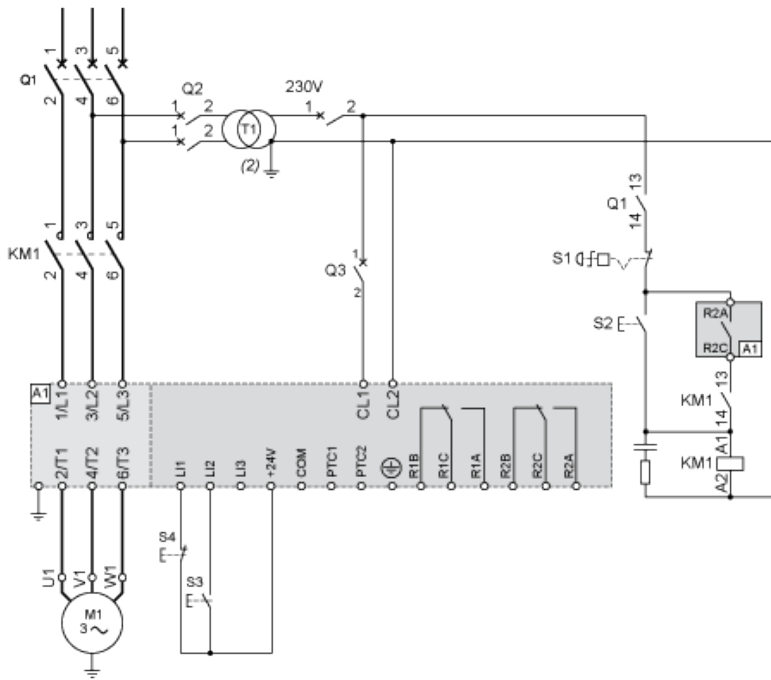 1 3 5
Q1
2 4 6
Q2
1 2
1 2
T1
(2)
230V
1 2
13
Q1
14
S1
1 3 5
KM1
2 4 6
1
Q3
2
S2
R2A
R2C
A1
13
KM1
14
A1
KM1
A2
A1
1/L1 3/L2 5/L3
CL1 CL2
2/T1 4/T2 6/T3
LI1 LI2 LI3 +24V COM PTC1 PTC2 R1B R1C R1A R2B R2C R2A
S4
S3
U1 V1 W1
M1
3